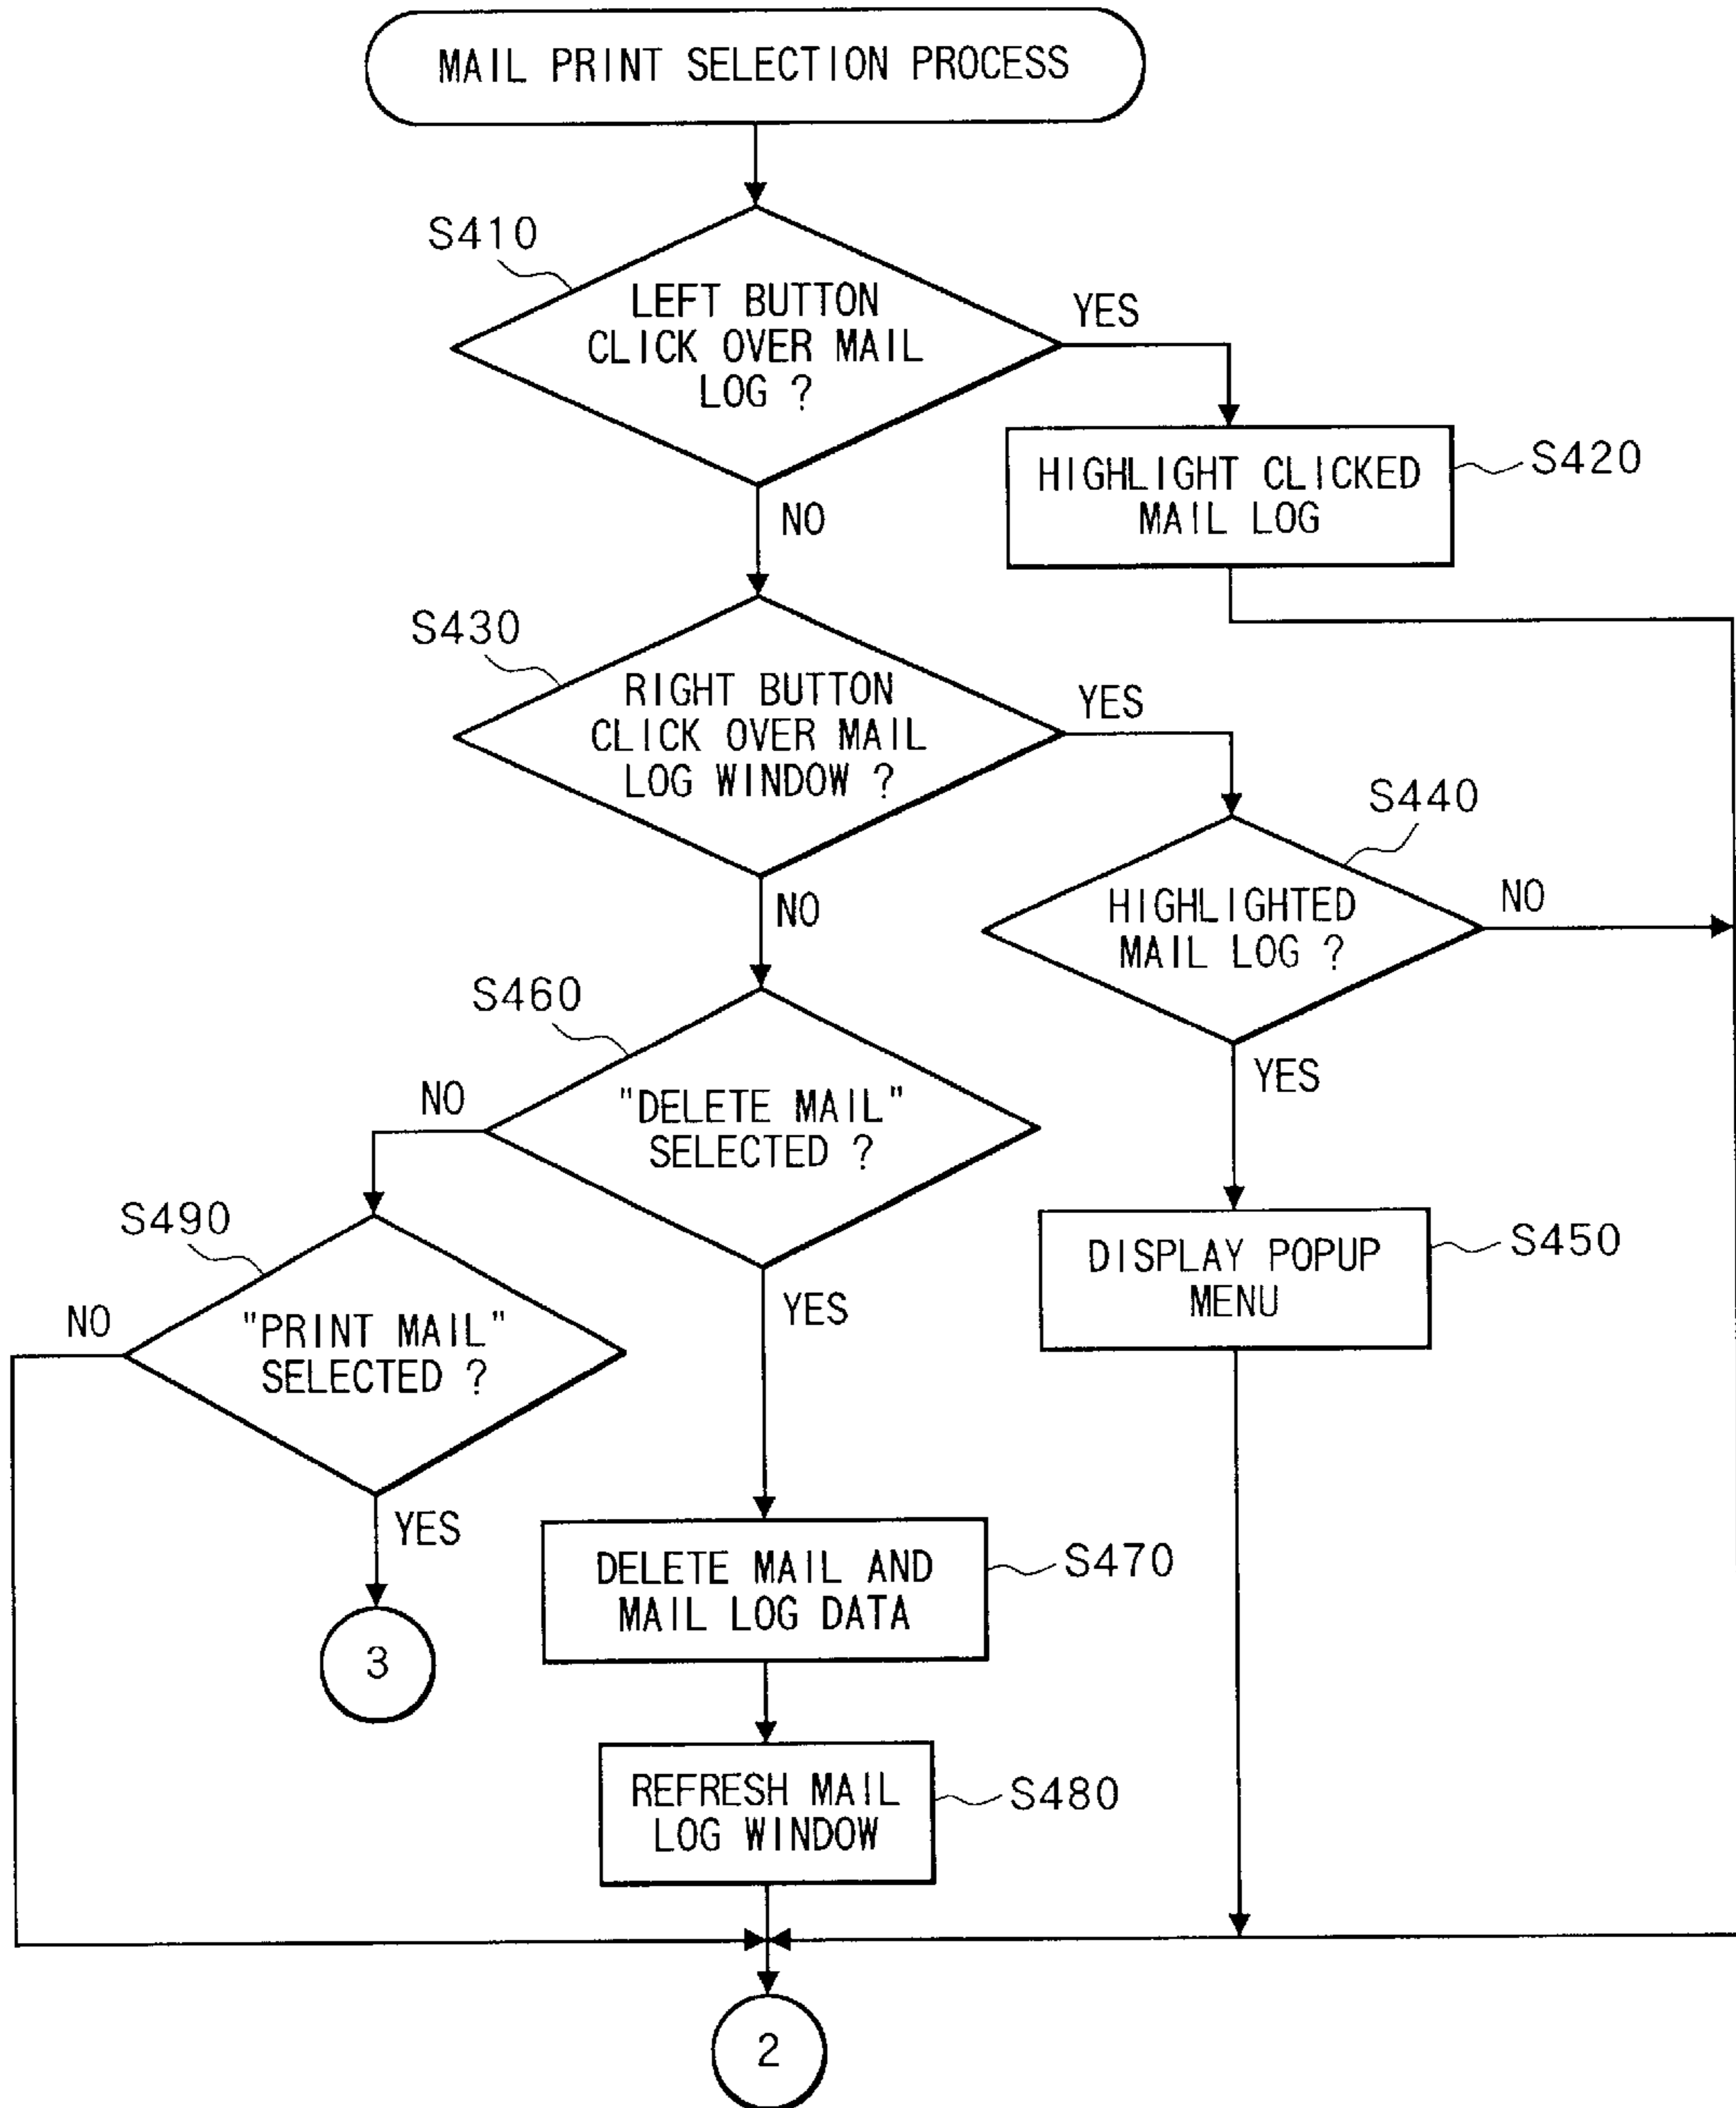 MAIL PRINT SELECTION PROCESS
S410
LEFT BUTTON
CLICK OVER MAIL
LOG ?
YES
NO
HIGHLIGHT CLICKED
MAIL LOG
S420
S430
RIGHT BUTTON
CLICK OVER MAIL
LOG WINDOW ?
YES
NO
S440
HIGHLIGHTED
MAIL LOG ?
NO
YES
S460
"DELETE MAIL"
SELECTED ?
NO
YES
S450
DISPLAY POPUP
MENU
S490
"PRINT MAIL"
SELECTED ?
NO
YES
3
DELETE MAIL AND
MAIL LOG DATA
S470
REFRESH MAIL
LOG WINDOW
S480
2